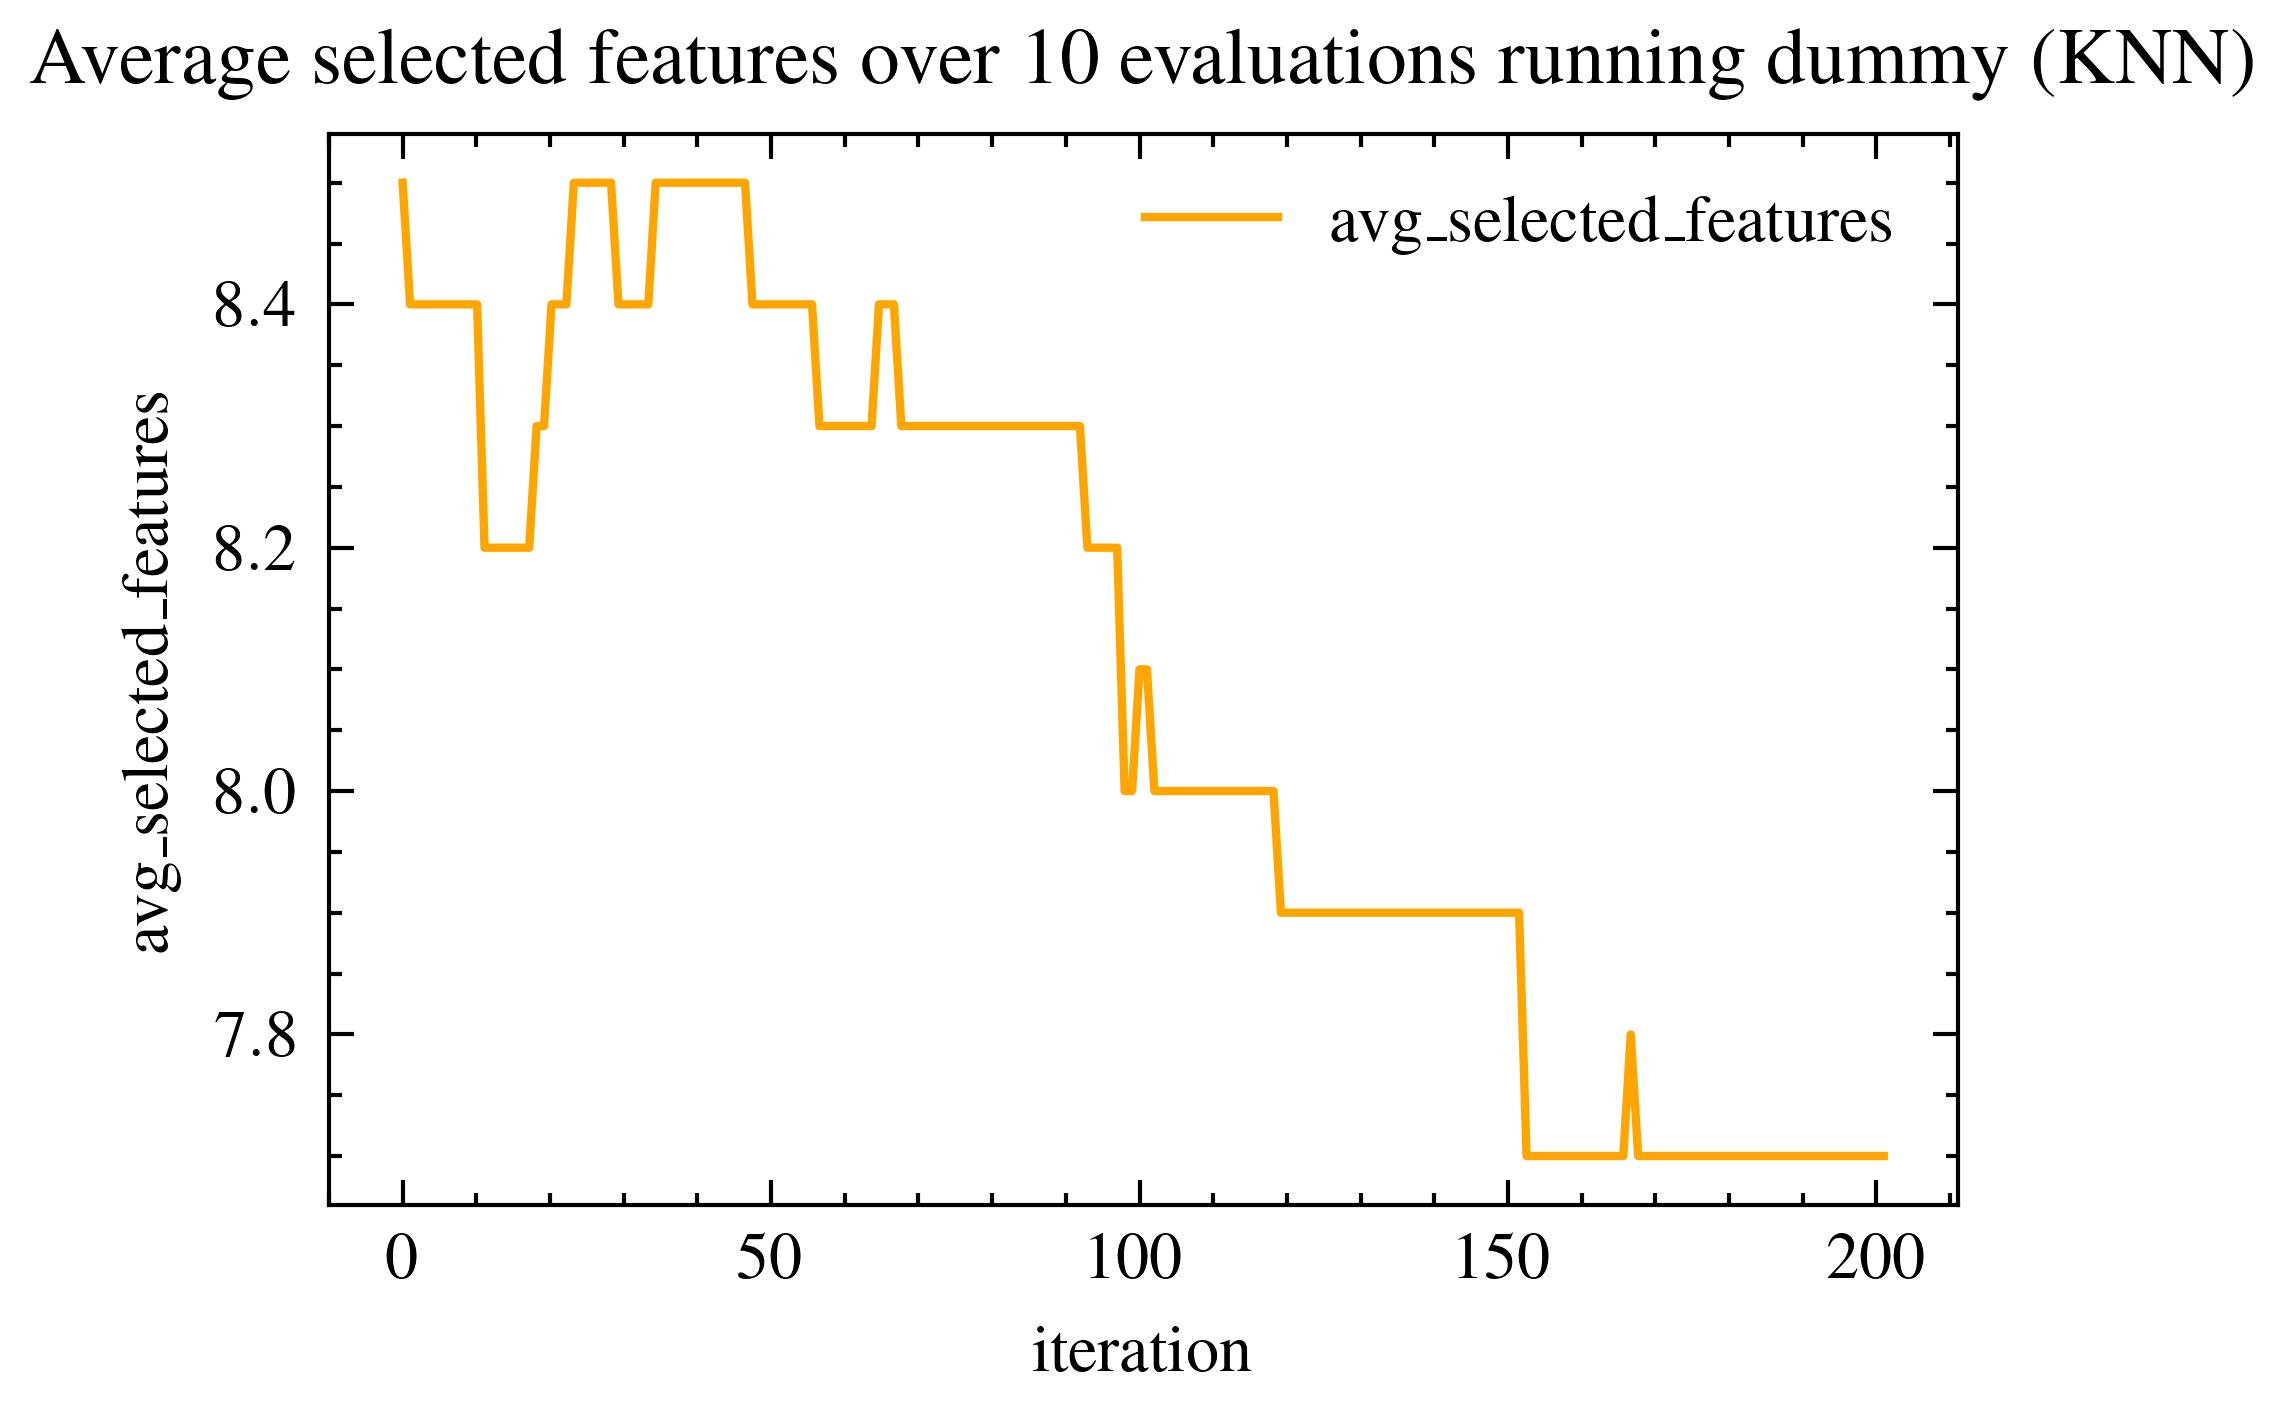 Average selected features over 10 evaluations running dummy (KNN)
avg_selected_features
8.4
8.2
8.0
7.8
avg_selected_features
0 50 100 150 200
iteration